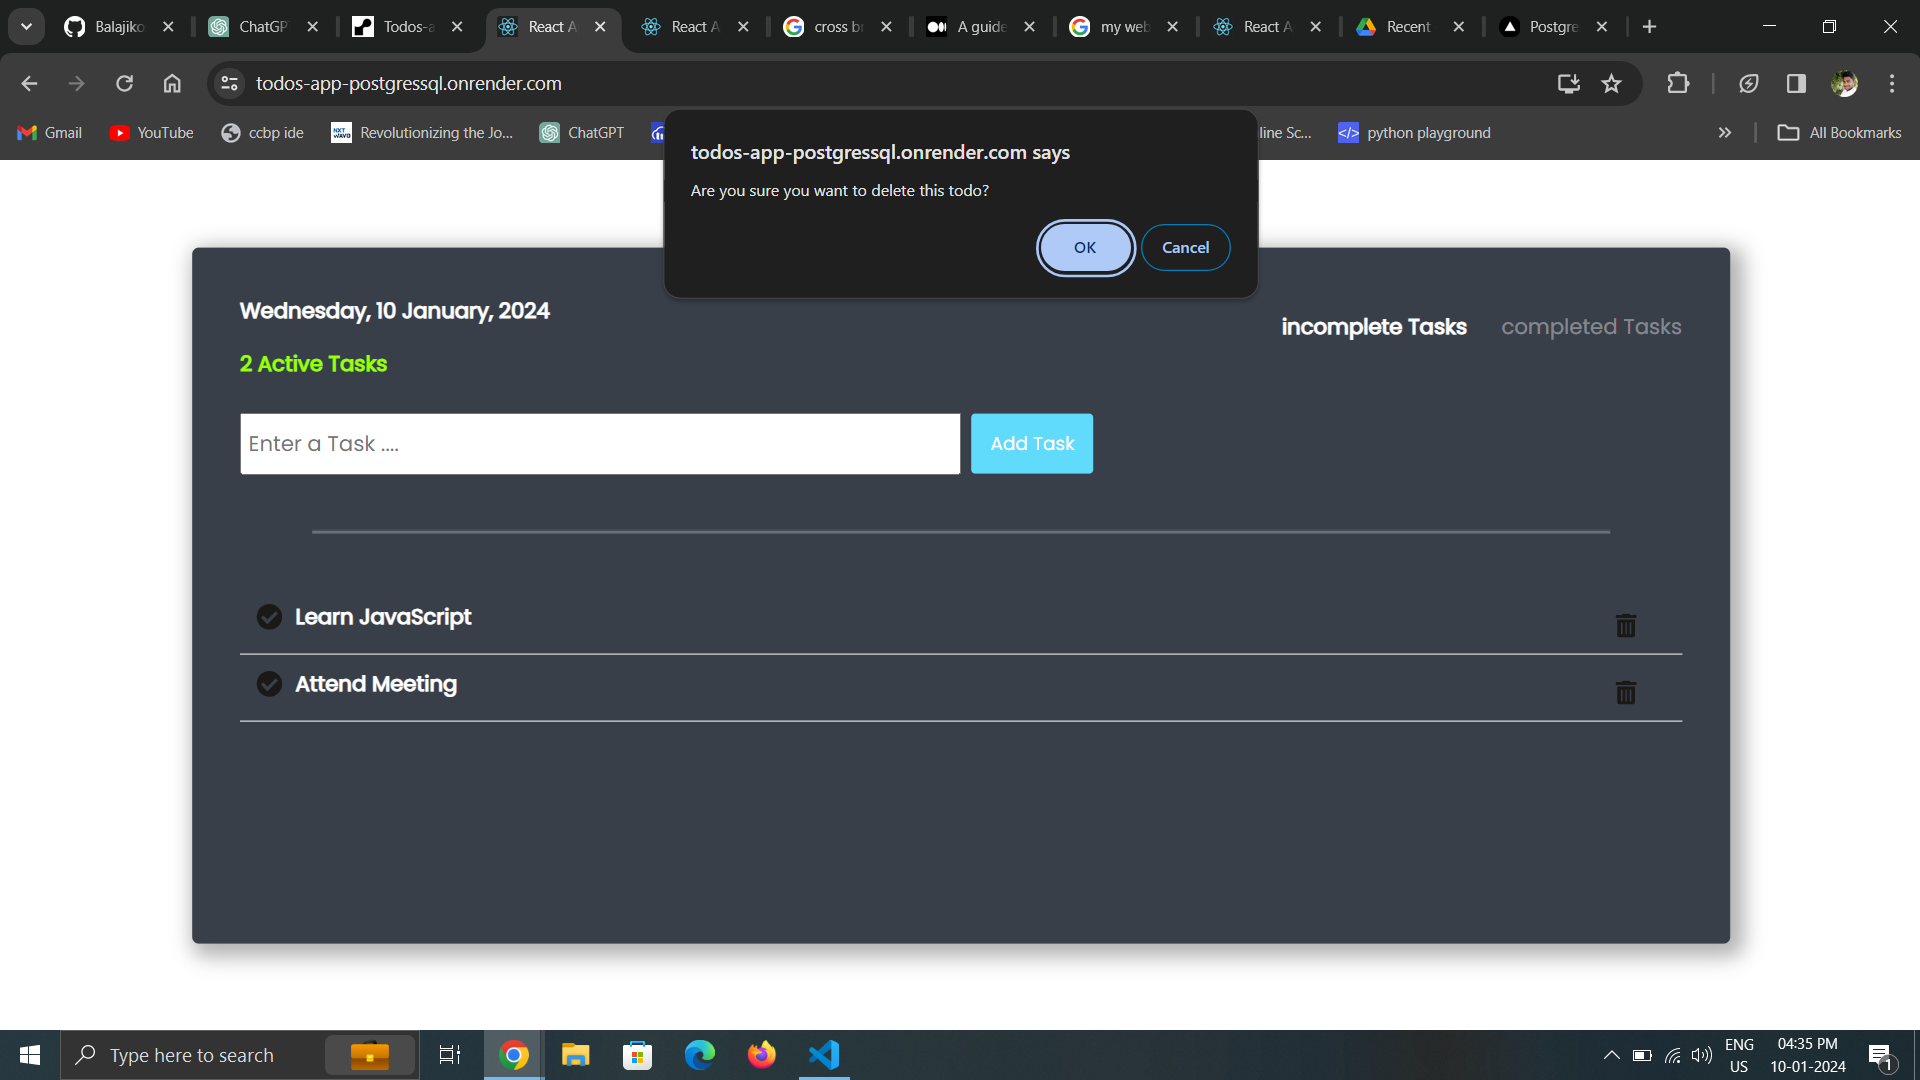 Balajiko
ChatGP
Todos-a
React A
React A
cross br
A guide
my web
React A
Recent
Postgre
todos-app-postgressql.onrender.com
Gmail
YouTube
ccbp ide
NXT WAVE
Revolutionizing the Jo...
ChatGPT
line Sc...
</> python playground
All Bookmarks
todos-app-postgressql.onrender.com says
Are you sure you want to delete this todo?
OK
Cancel
Wednesday, 10 January, 2024
incomplete Tasks
completed Tasks
2 Active Tasks
Enter a Task ....
Add Task
Learn JavaScript
Attend Meeting
Type here to search
ENG
US
04:35 PM
10-01-2024
1